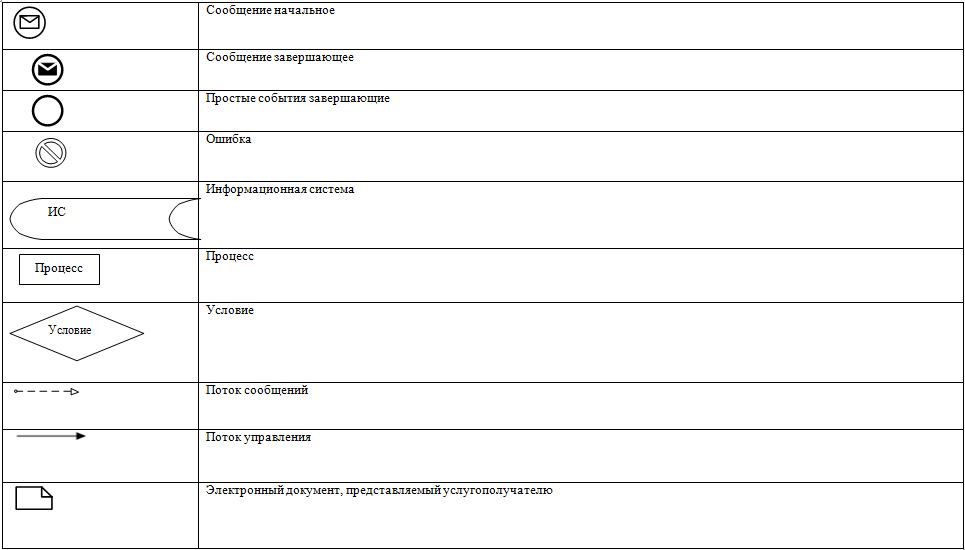 Сообщение начальное
Сообщение завершающее
Простые события завершающие
Ошибка
Информационная система
ИС
Процесс
Процесс
Условие
Условие
Поток сообщений
Поток управления
Электронный документ, представляемый услугополучателю